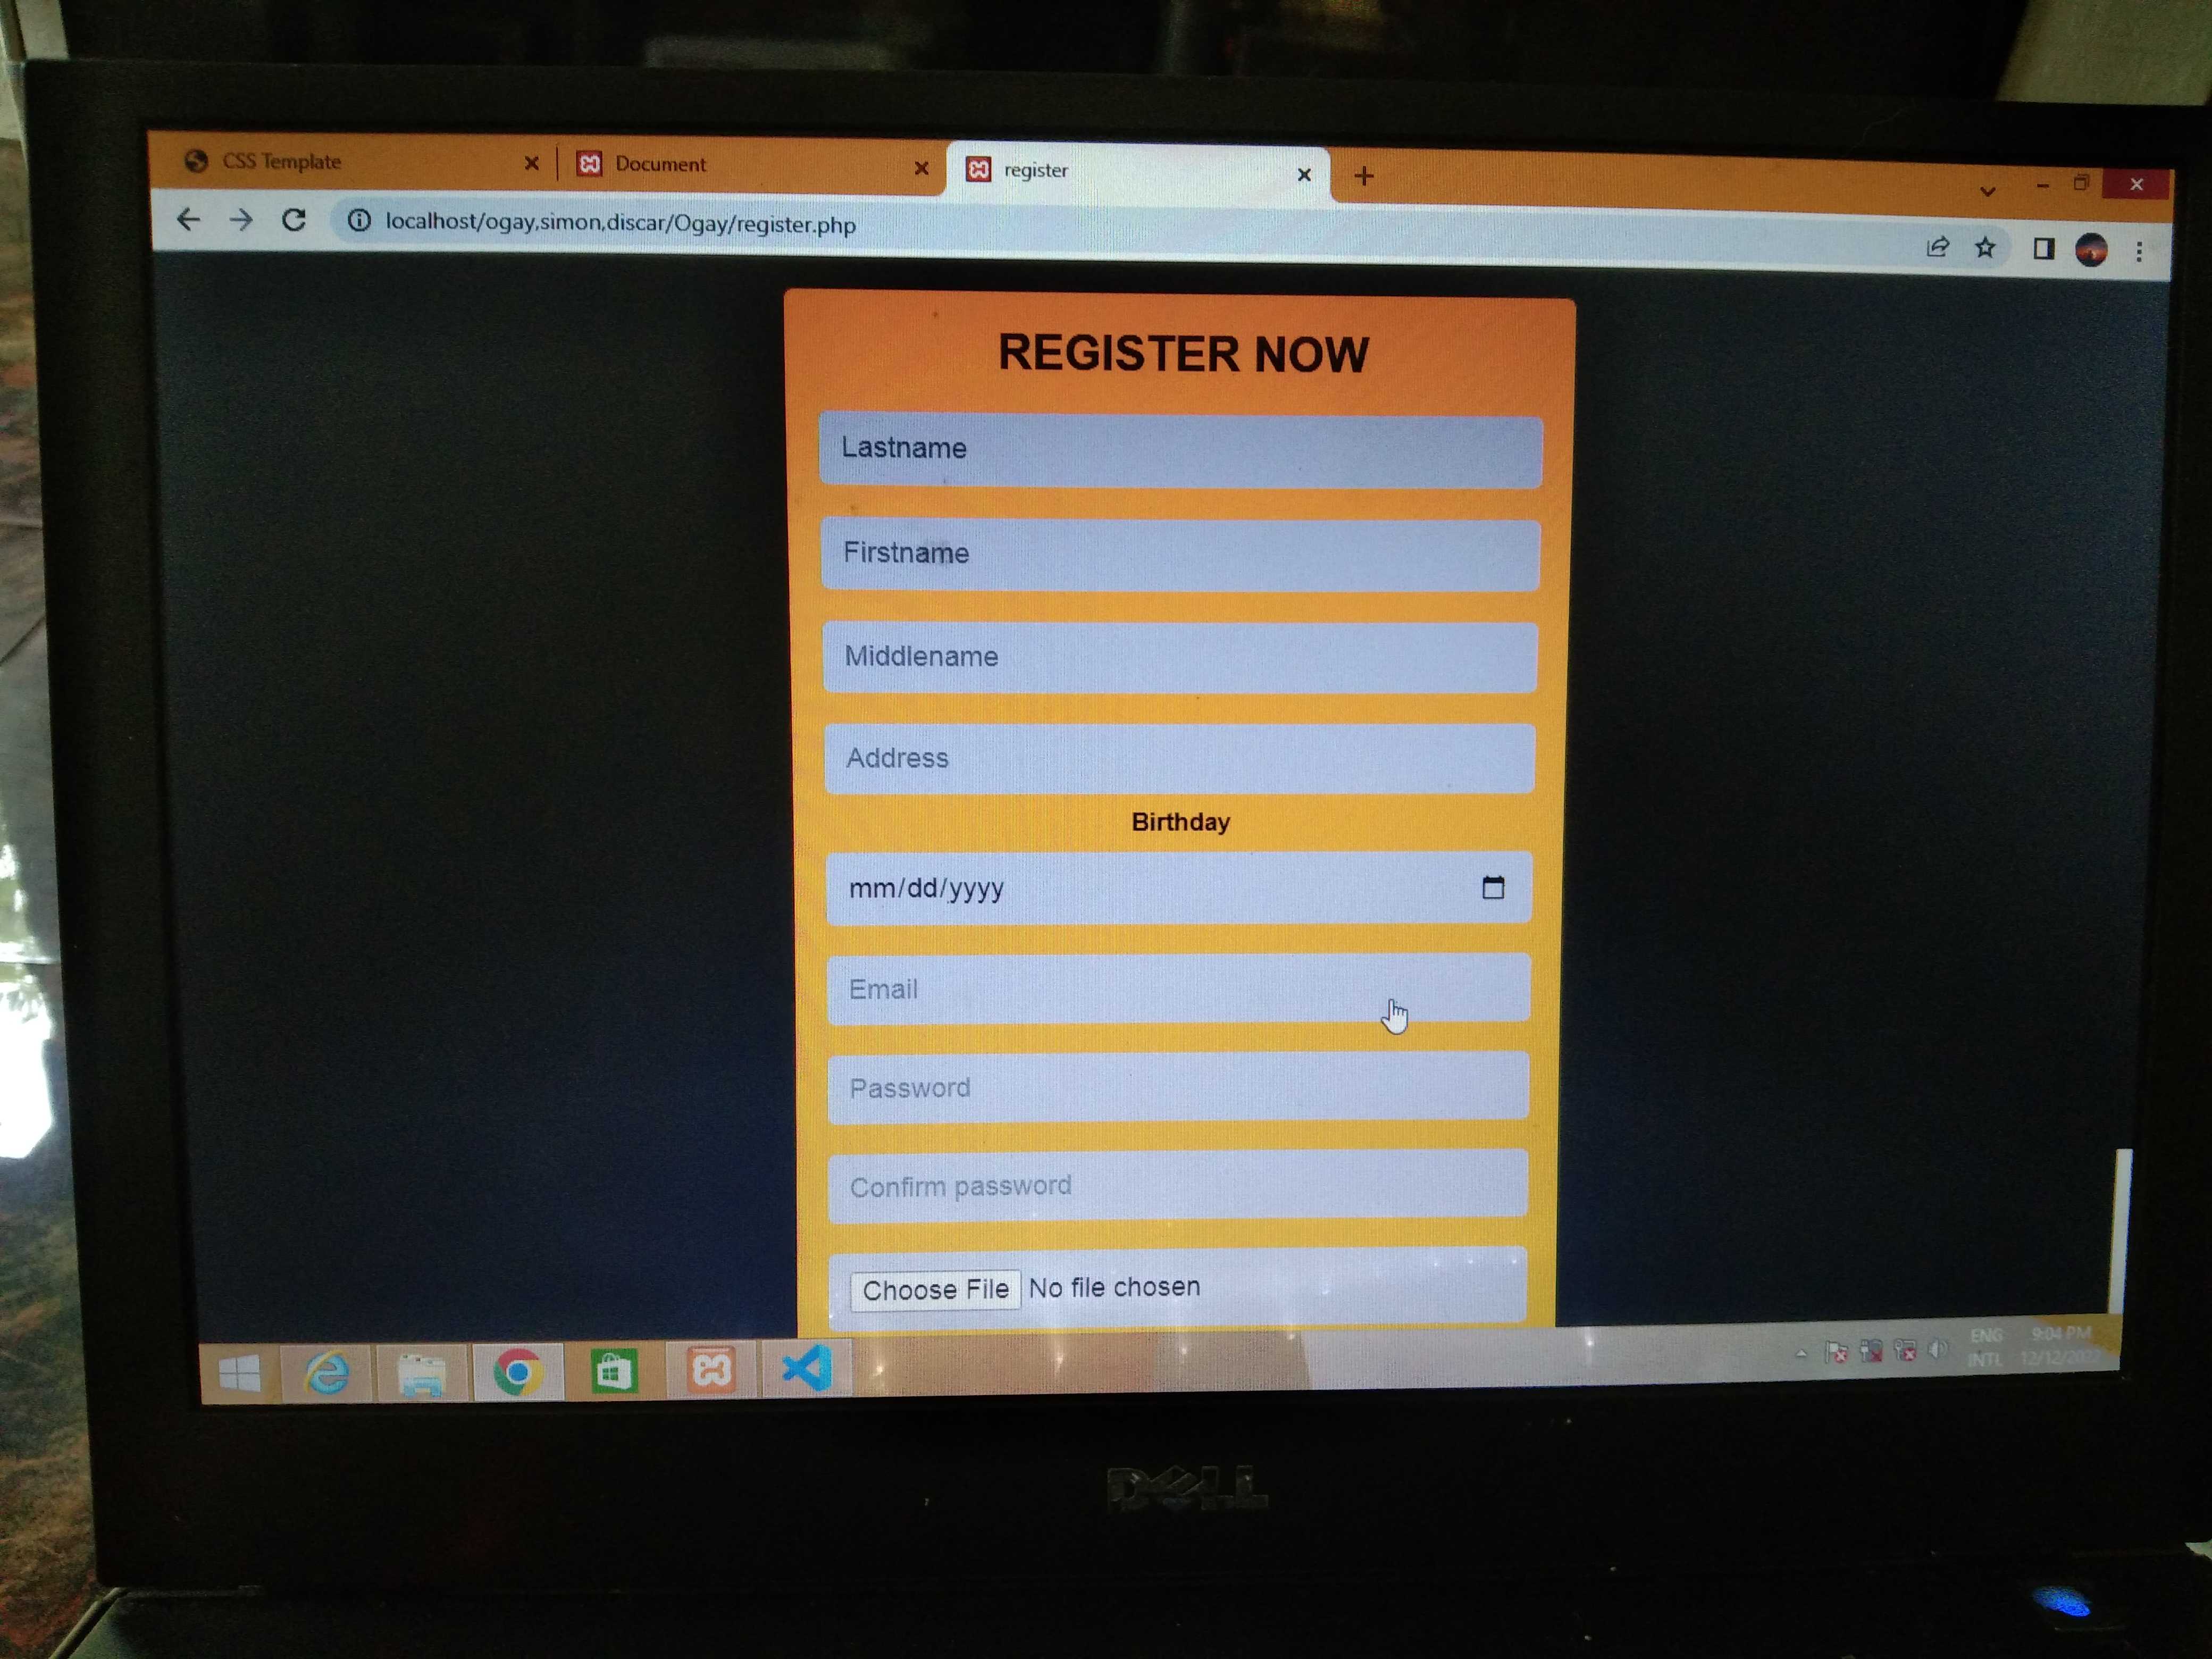 CSS Template
Document
register
localhost/ogay,simon,discar/Ogay/register.php
REGISTER NOW
Lastname
Firstname
Middlename
Address
Birthday
mm/dd/yyyy
Email
Password
Confirm password
Choose File No file chosen
ENG 9:04 PM
INTL
DELL